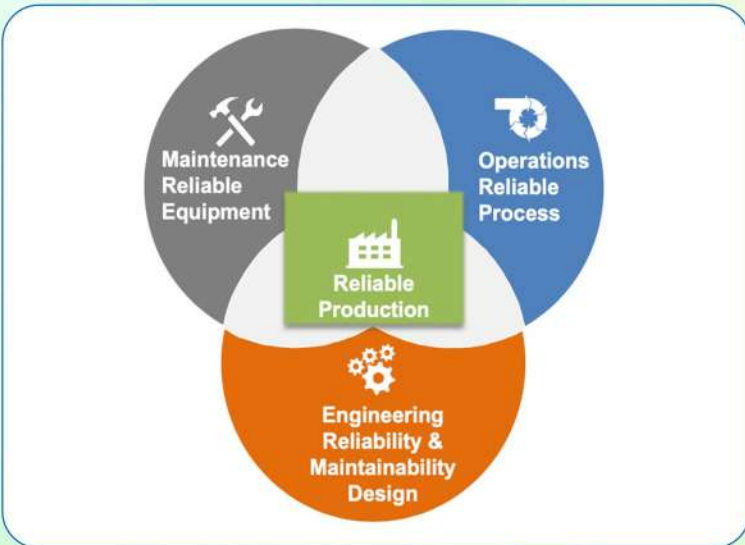 Maintenance
Reliable
Equipment
Operations
Reliable
Process
Reliable
Production
Engineering
Reliability &
Maintainability
Design